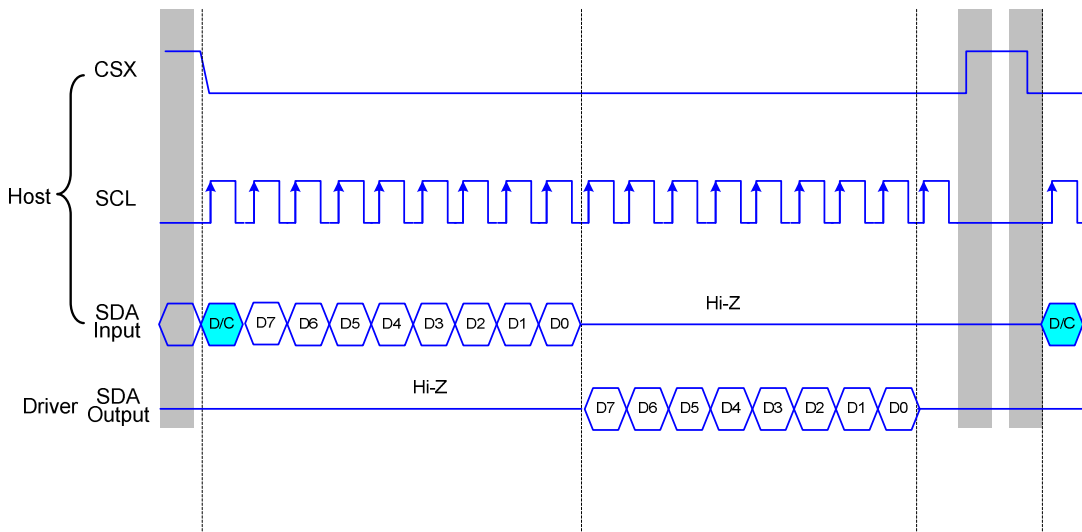 CSX
Host
SCL
SDA
Input
D/C D7 D6 D5 D4 D3 D2 D1 D0
Hi-Z
D/C
Driver
SDA
Output
Hi-Z
D7 D6 D5 D4 D3 D2 D1 D0